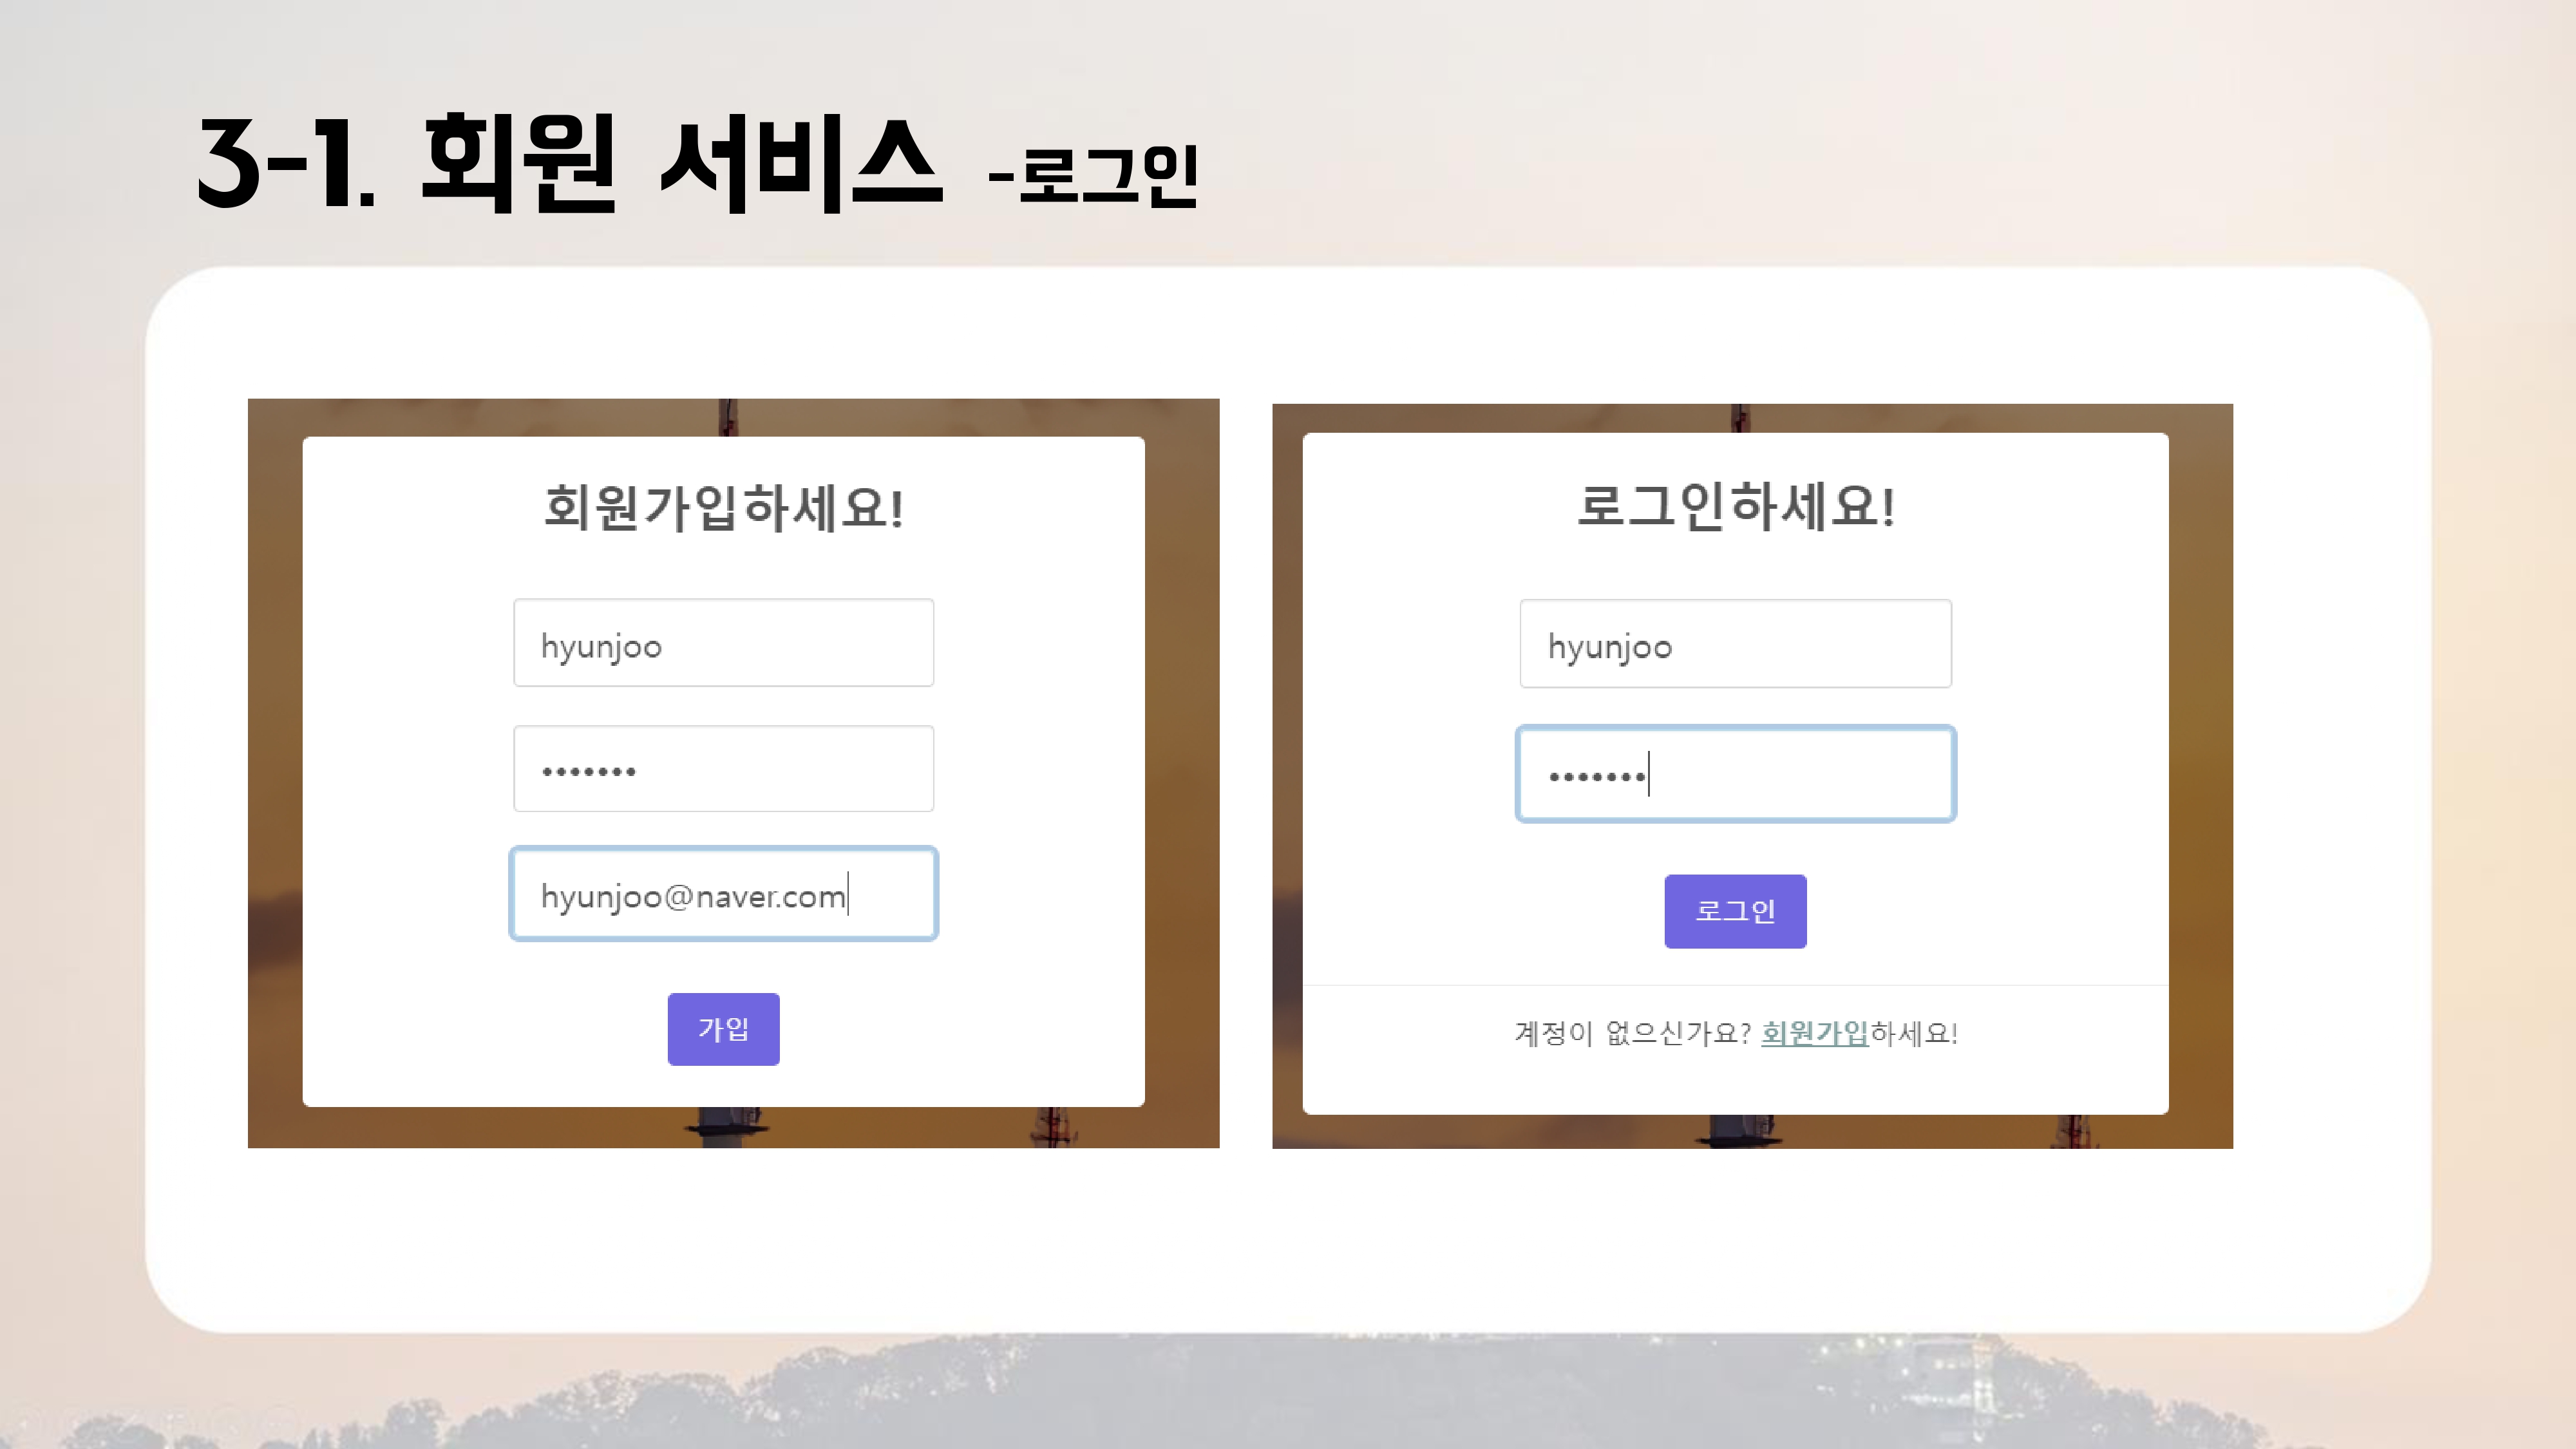 3-1. 회원 서비스 -로그인
회원가입하세요!
hyunjoo
•••••••
hyunjoo@naver.com
가입
로그인하세요!
hyunjoo
•••••••
로그인
계정이 없으신가요? 회원가입하세요!